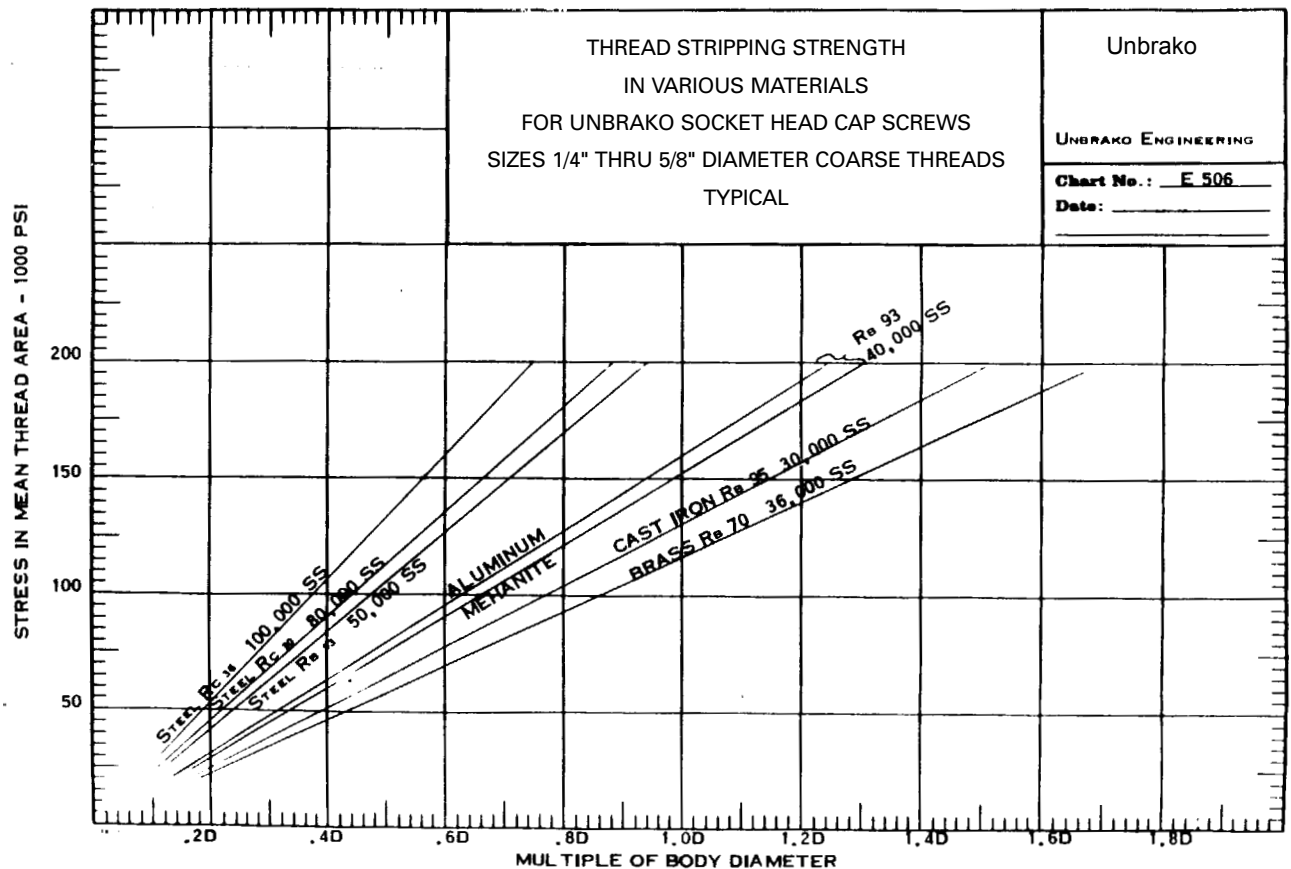 THREAD STRIPPING STRENGTH
IN VARIOUS MATERIALS
FOR UNBRAKO SOCKET HEAD CAP SCREWS
SIZES 1/4" THRU 5/8" DIAMETER COARSE THREADS
TYPICAL
Unbrako
UNBRAKO ENGINEERING
Chart No.: E 506
Date:
STRESS IN MEAN THREAD AREA – 1000 PSI
200
150
100
50
RB 93
40,000 SS
STEEL RC 100,000 SS
STEEL RC 80,000 SS
STEEL RB 50,000 SS
ALUMINUM
MEHANITE
CAST IRON RB 95 30,000 SS
BRASS RB 70 36,000 SS
.2D .4D .6D .8D 1.0D 1.2D 1.4D 1.6D 1.8D
MULTIPLE OF BODY DIAMETER